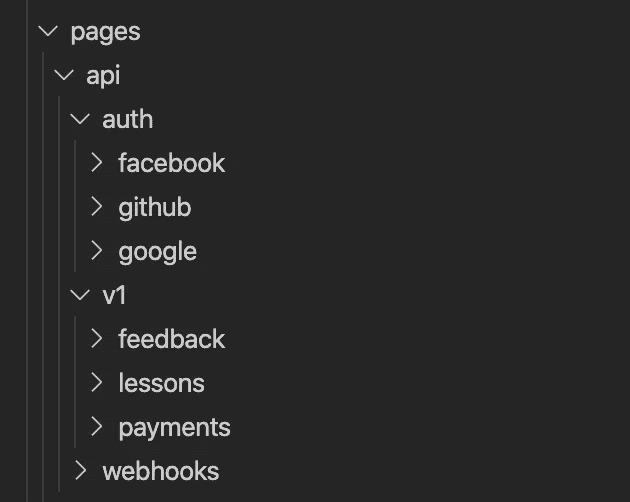 pages
api
auth
facebook
github
google
v1
feedback
lessons
payments
webhooks